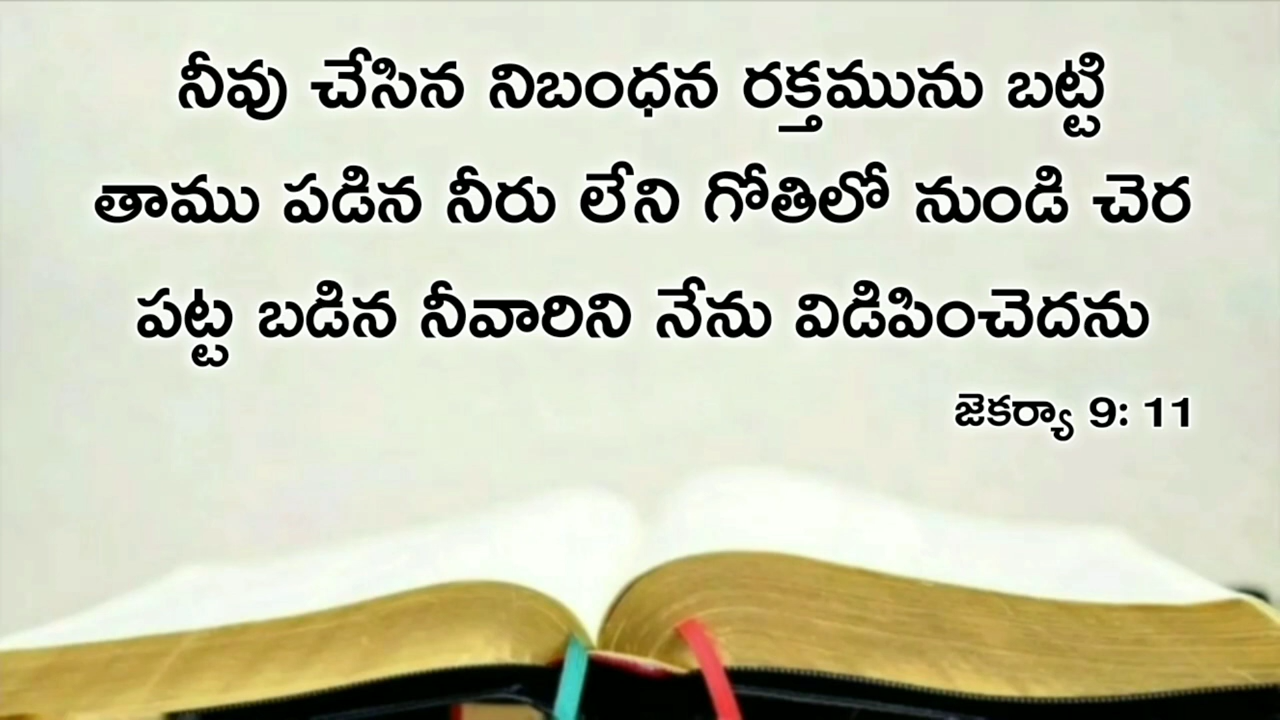 నీవు చేసిన నిబంధన రక్తమును బట్టి
తాము పడిన నీరు లేని గోతిలో నుండి చెర
పట్ట బడిన నీవారిని నేను విడిపించెదను
జెకర్యా 9: 11